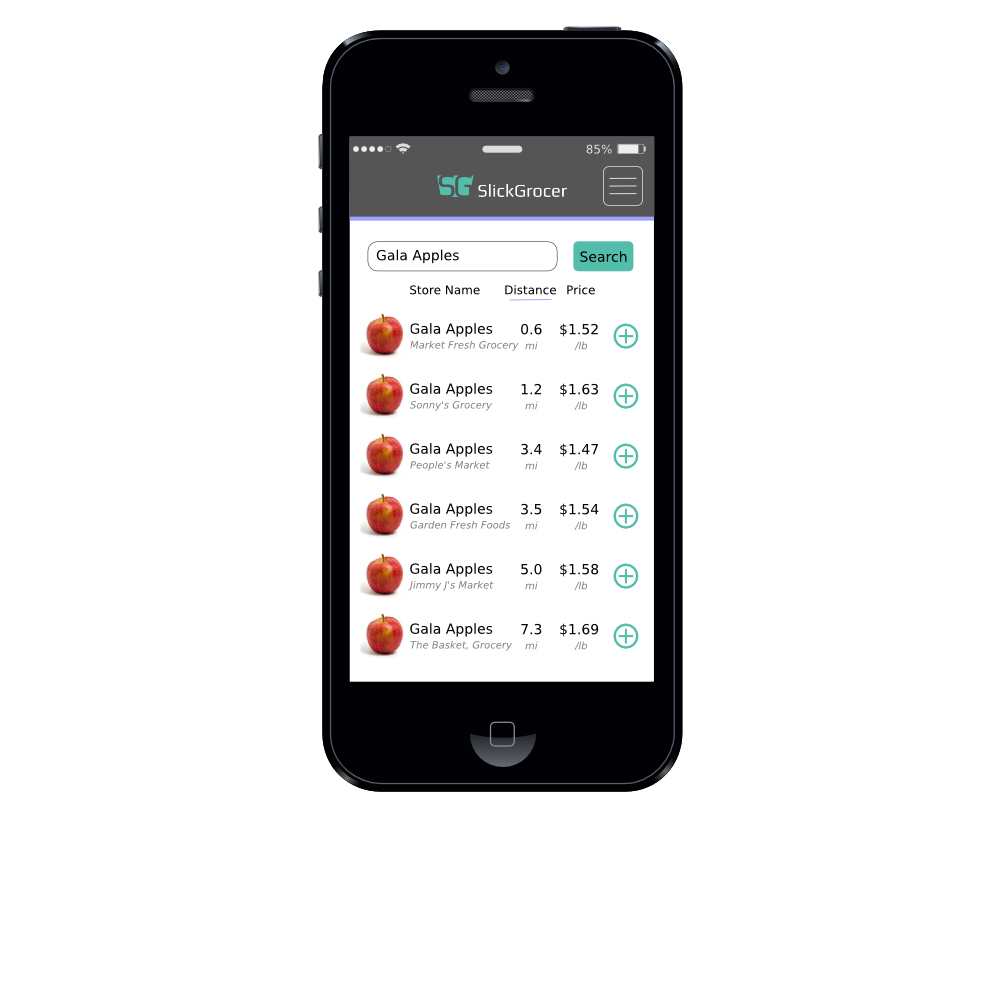 85%
SG SlickGrocer
Gala Apples Search
Store Name Distance Price
Gala Apples 0.6 $1.52
Market Fresh Grocery mi /lb
Gala Apples 1.2 $1.63
Sonny's Grocery mi /lb
Gala Apples 3.4 $1.47
People's Market mi /lb
Gala Apples 3.5 $1.54
Garden Fresh Foods mi /lb
Gala Apples 5.0 $1.58
Jimmy J's Market mi /lb
Gala Apples 7.3 $1.69
The Basket, Grocery mi /lb